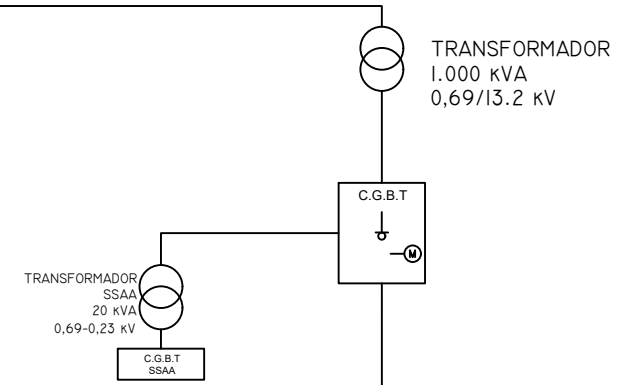 TRANSFORMADOR
1.000 KVA
0,69/13.2 KV
C.G.B.T
M
TRANSFORMADOR
SSAA
20 KVA
0,69-0,23 KV
C.G.B.T
SSAA